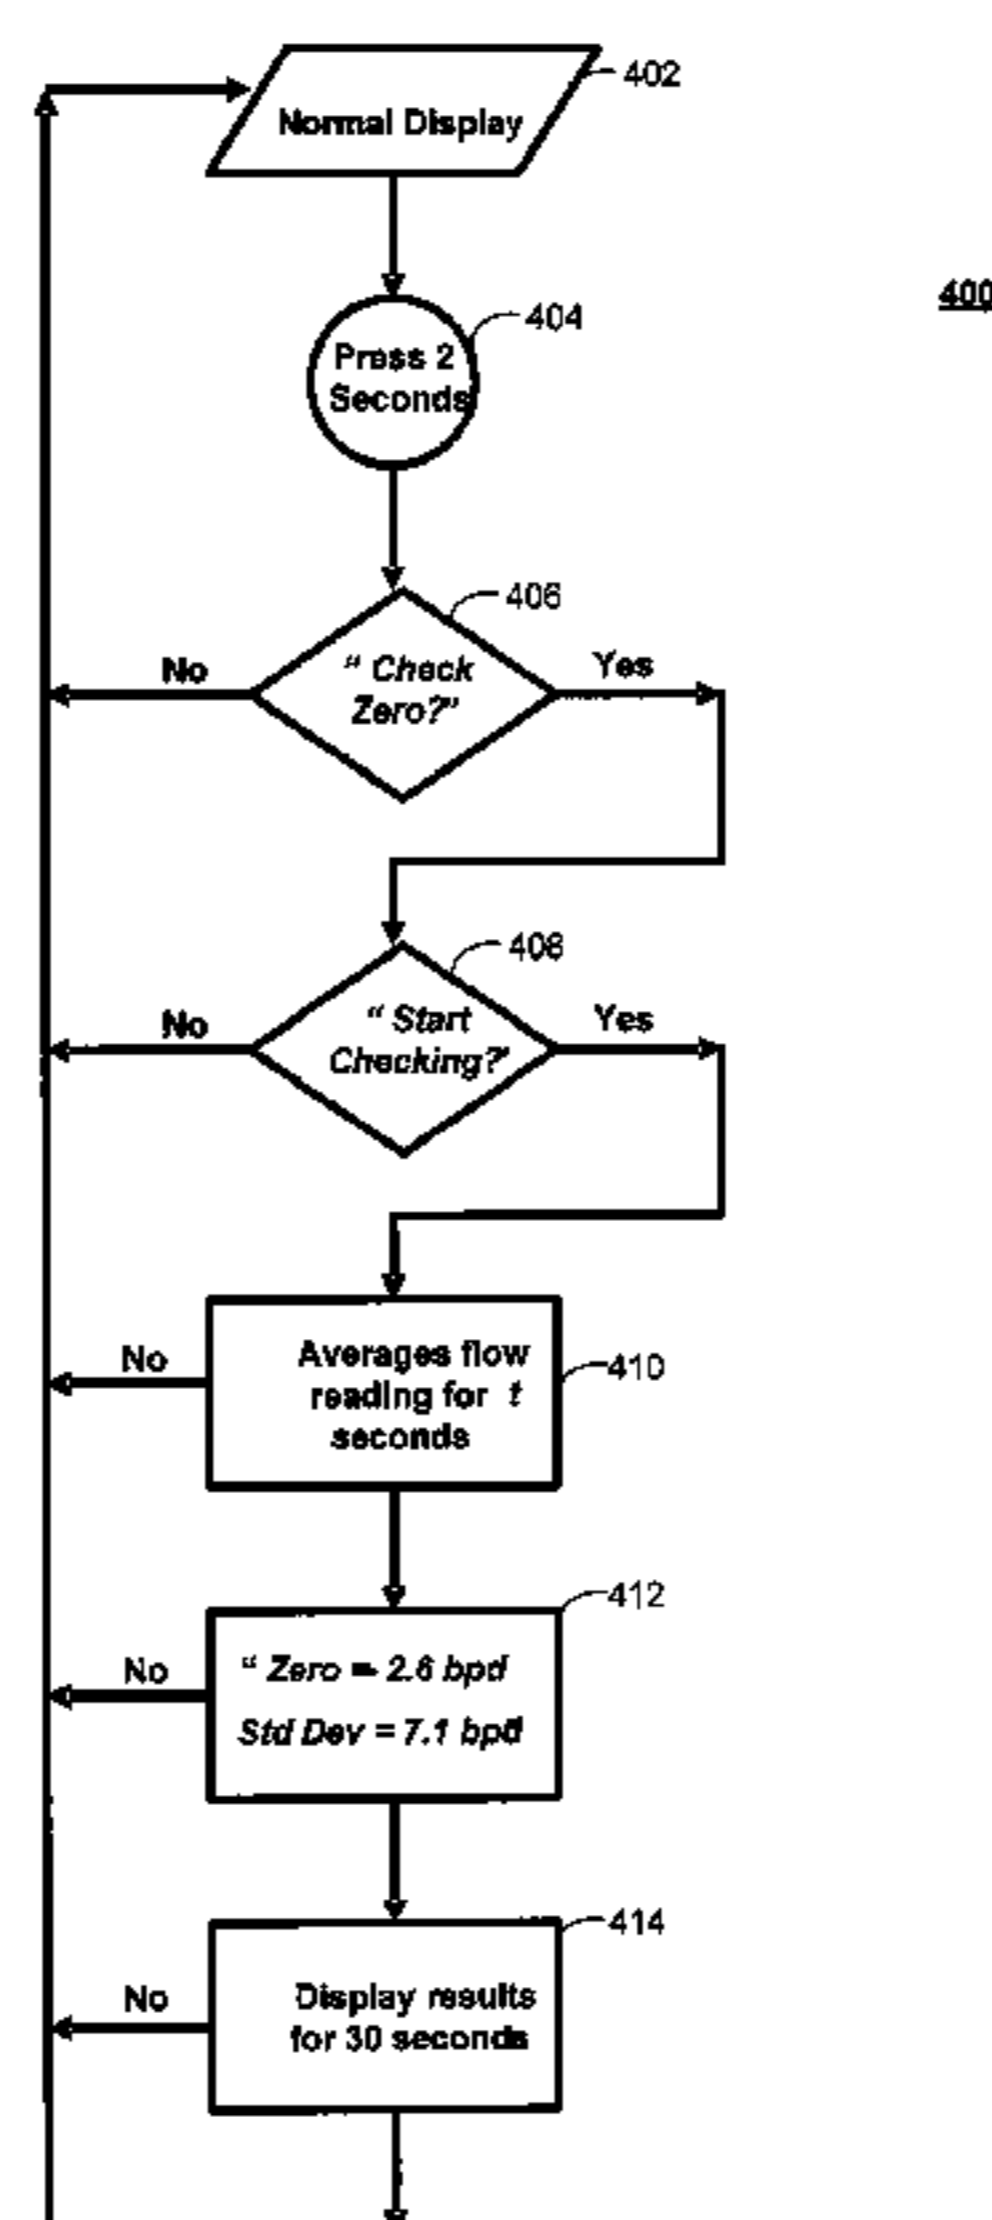 402
Normal Display
400
404
Press 2
Seconds
406
“ Check
Zero?”
No
Yes
408
“ Start
Checking?’
No
Yes
Averages flow
reading for t
seconds
410
No
412
“ Zero = - 2.6 bpd
Std Dev = 7.1 bpd
No
414
Display results
for 30 seconds
No